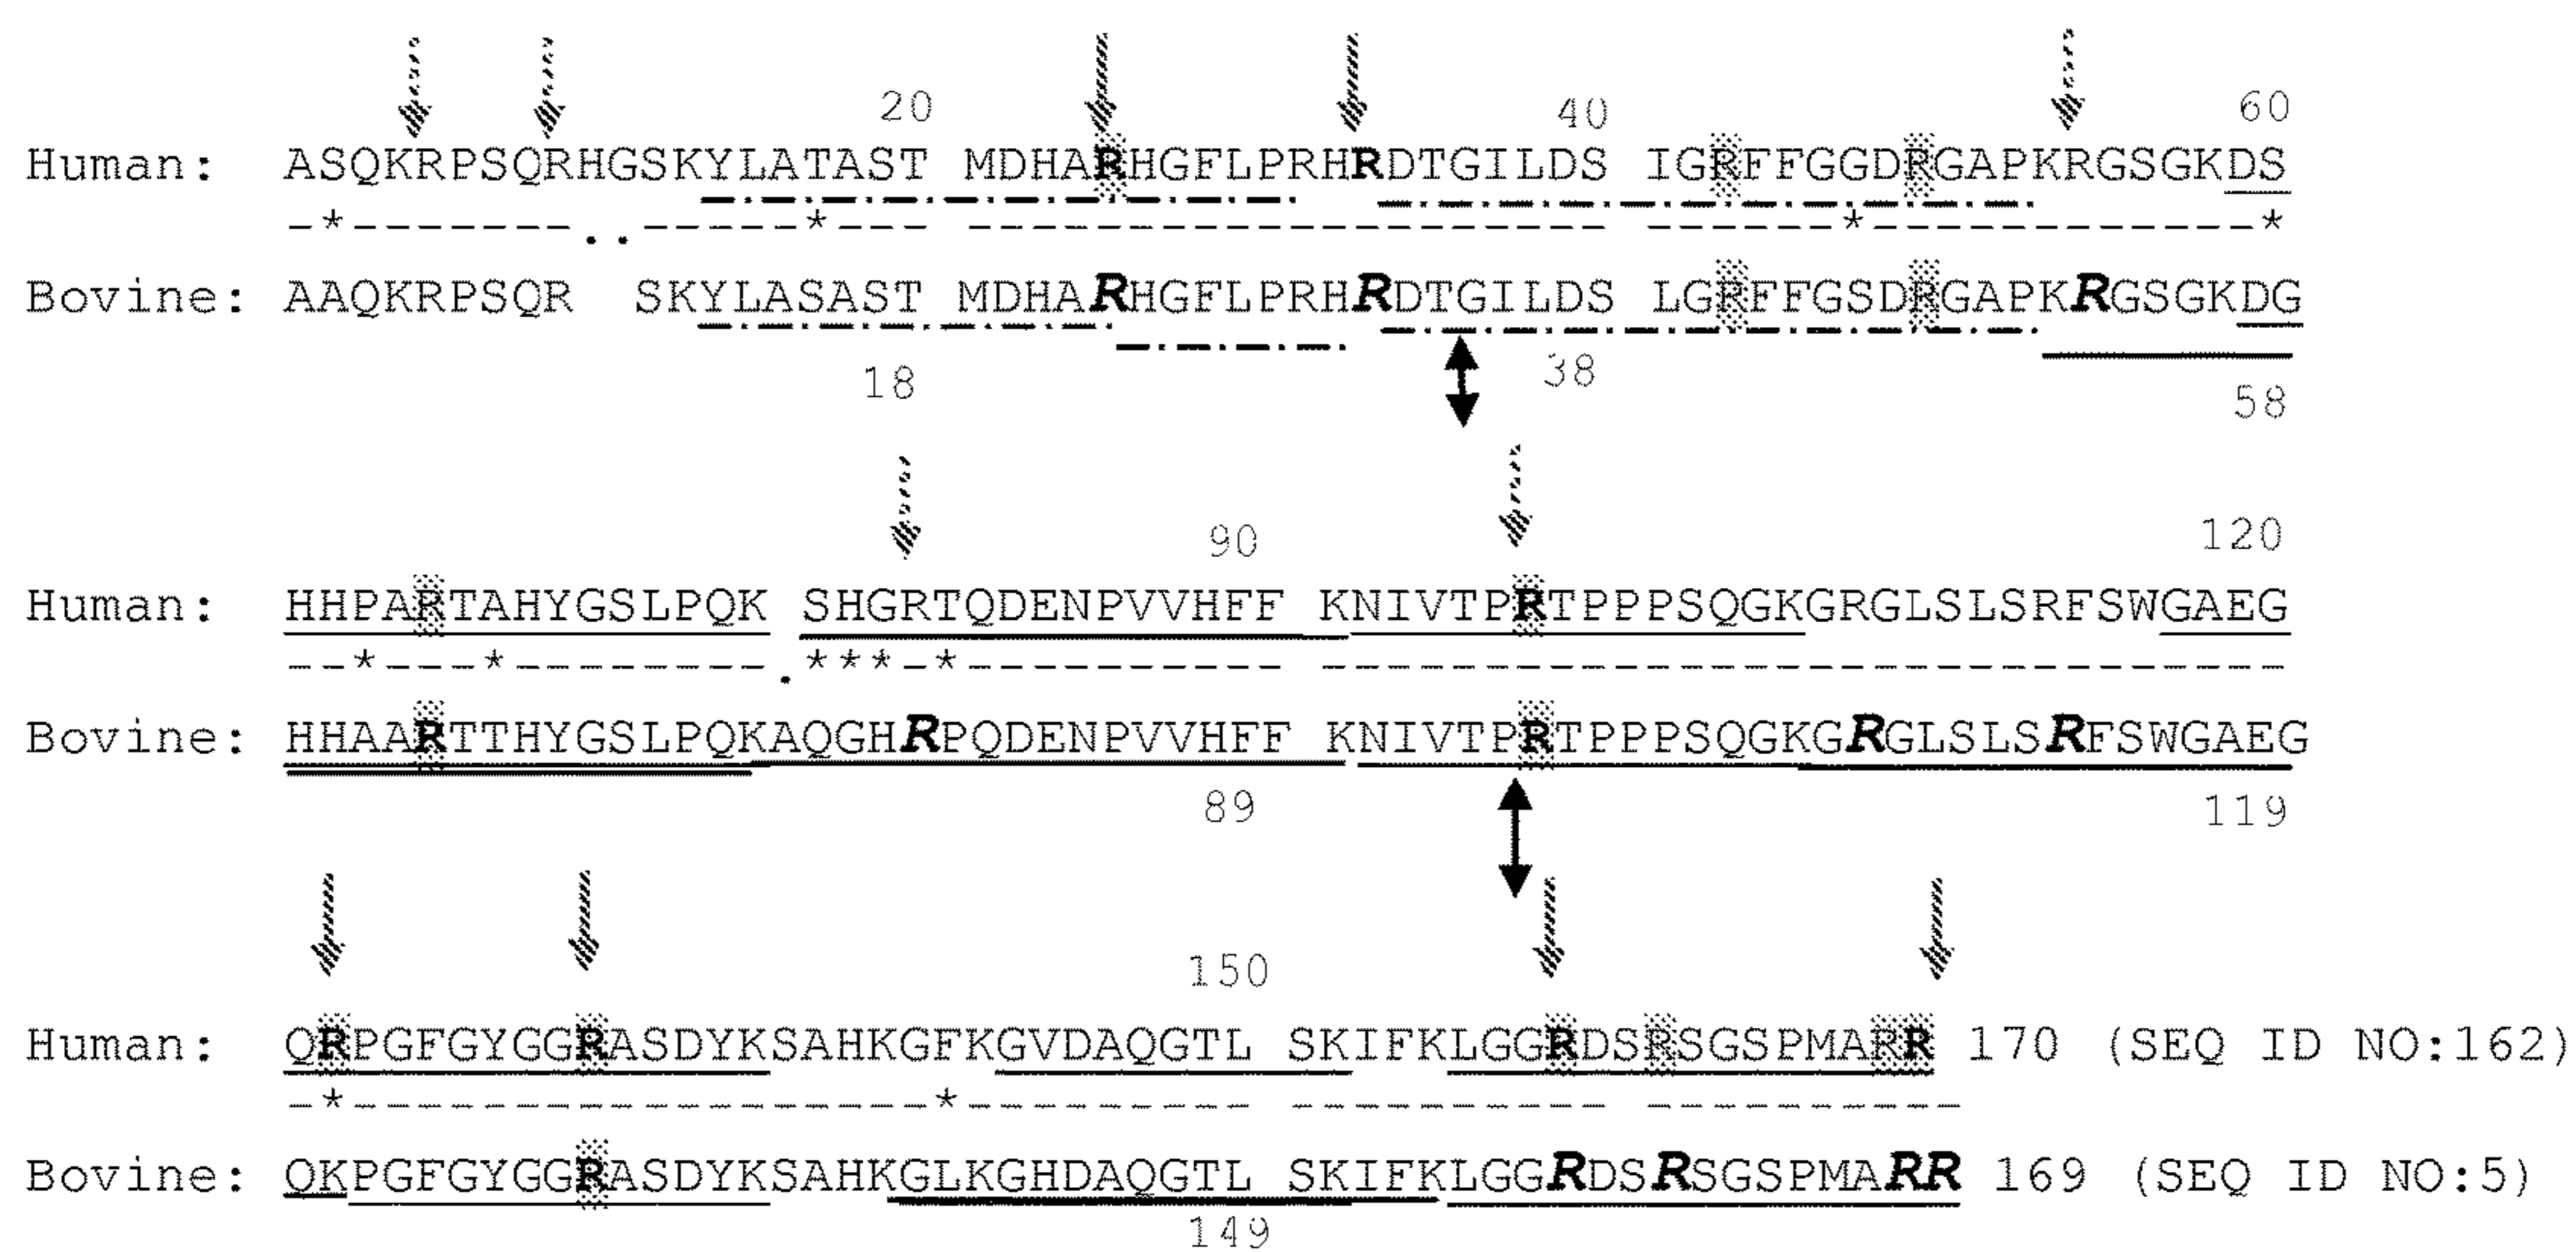 20 40 60
Human: ASQKRPSQRHGSKYLATAST MDHARHGFLPRHRDTGILDS IGRFFGGDRGAPKRGSGKDS
-*-------..------*--- -------------------- ------*------------*
Bovine: AAQKRPSQR SKYLASAST MDHARHGFLPRHRDTGILDS LGRFFGSDRGAPKRGSGKDG
18 38 58
90 120
Human: HHPARTAHYGSLPQK SHGRTQDENPVVHFF KNIVTPRTPPPSQGKGRGLSLSRFSWGAEG
--*---*--------.***-*---------- ------------------------------
Bovine: HHAARTTHYGSLPQKAQGHRPQDENPVVHFF KNIVTPRTPPPSQGKGRGLSLSRFSWGAEG
89 119
150
Human: QRPGFGYGGRASDYKSAHKGFKGVDAQGTL SKIFKLGGRDSRSGSPMARR 170 (SEQ ID NO:162)
-*------------------*--------- ---------- ----------
Bovine: QKPGFGYGGRASDYKSAHKGLKGHDAQGTL SKIFKLGGRDSRSGSPMARR 169 (SEQ ID NO:5)
149